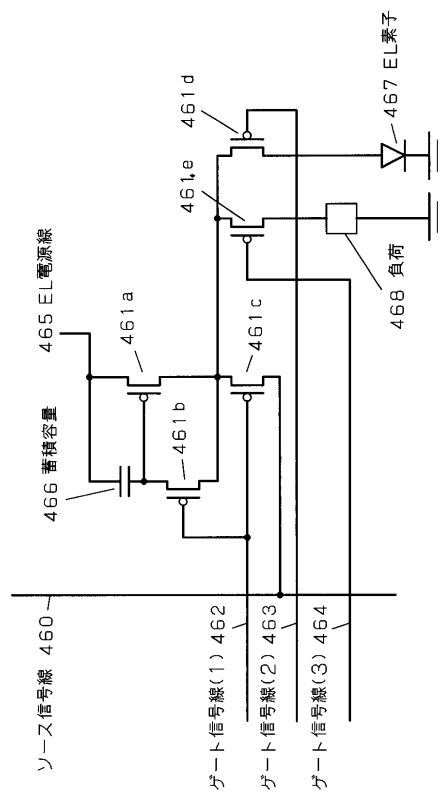 ソース信号線 460
465 EL電源線
466 蓄積容量
461a
461b
461c
461.e
461d
467 EL素子
468 負荷
ゲート信号線(1) 462
ゲート信号線(2) 463
ゲート信号線(3) 464